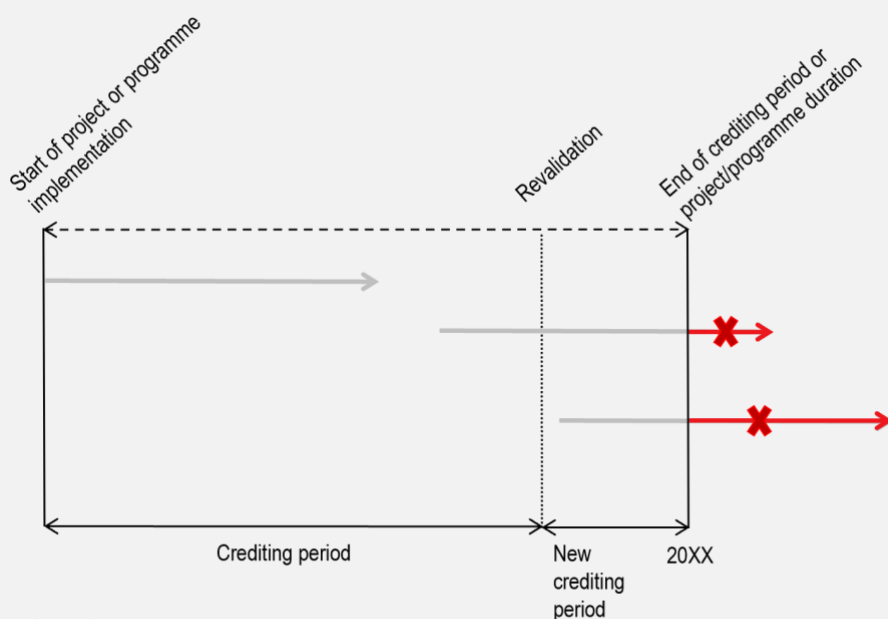 Start of project or programme
implementation
Revalidation
End of crediting period or
project/programme duration
Crediting period
New
crediting
period
20XX